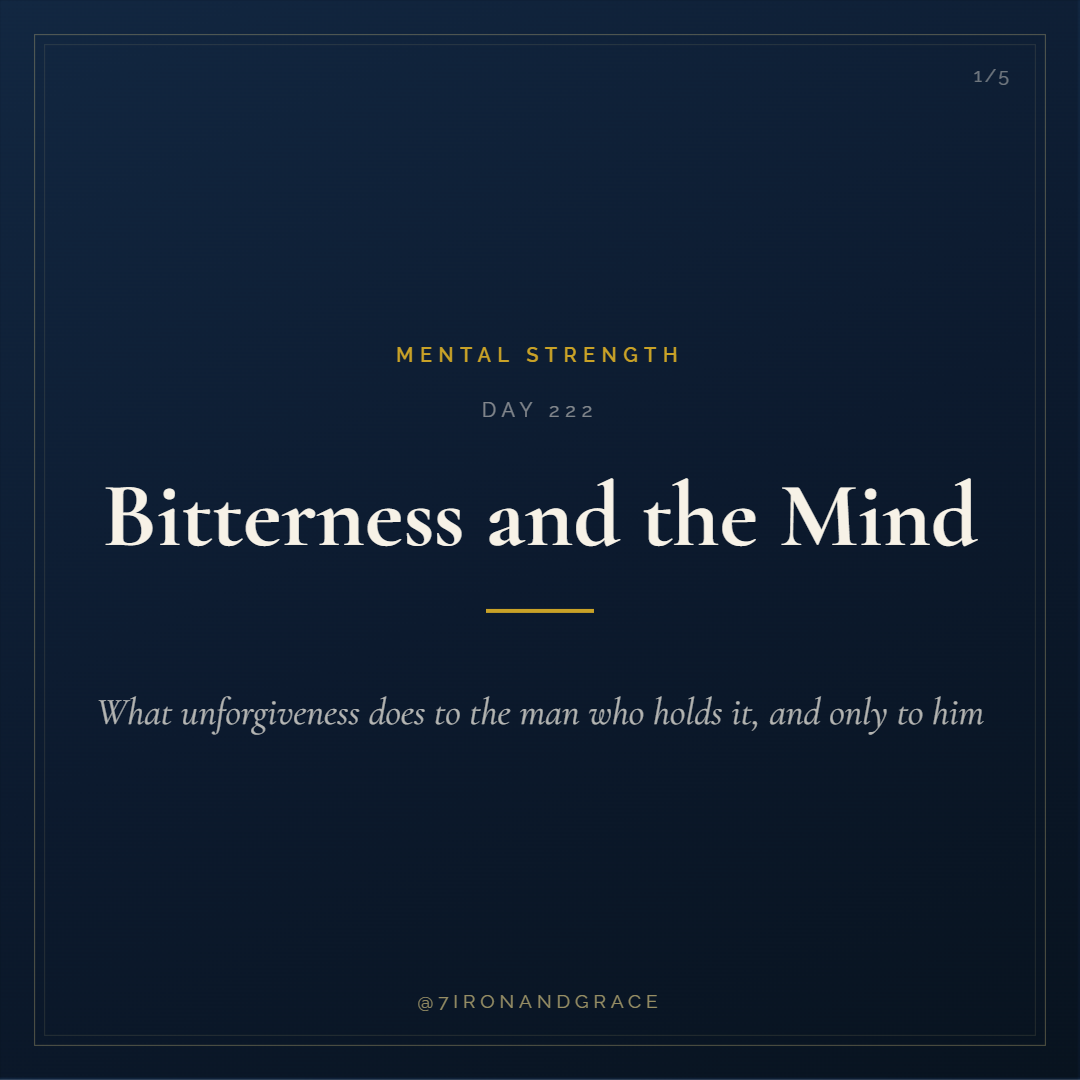 1/5
MENTAL STRENGTH
DAY 222
Bitterness and the Mind
What unforgiveness does to the man who holds it, and only to him
@7IRONANDGRACE